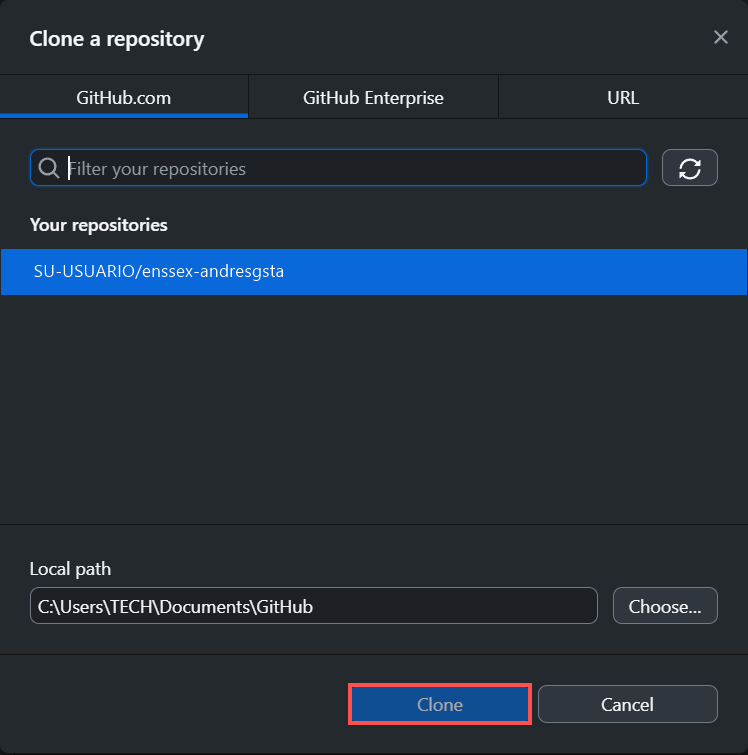 Clone a repository
GitHub.com
GitHub Enterprise
URL
Filter your repositories
Your repositories
SU-USUARIO/enssex-andresgsta
Local path
C:\Users\TECH\Documents\GitHub
Choose...
Clone
Cancel